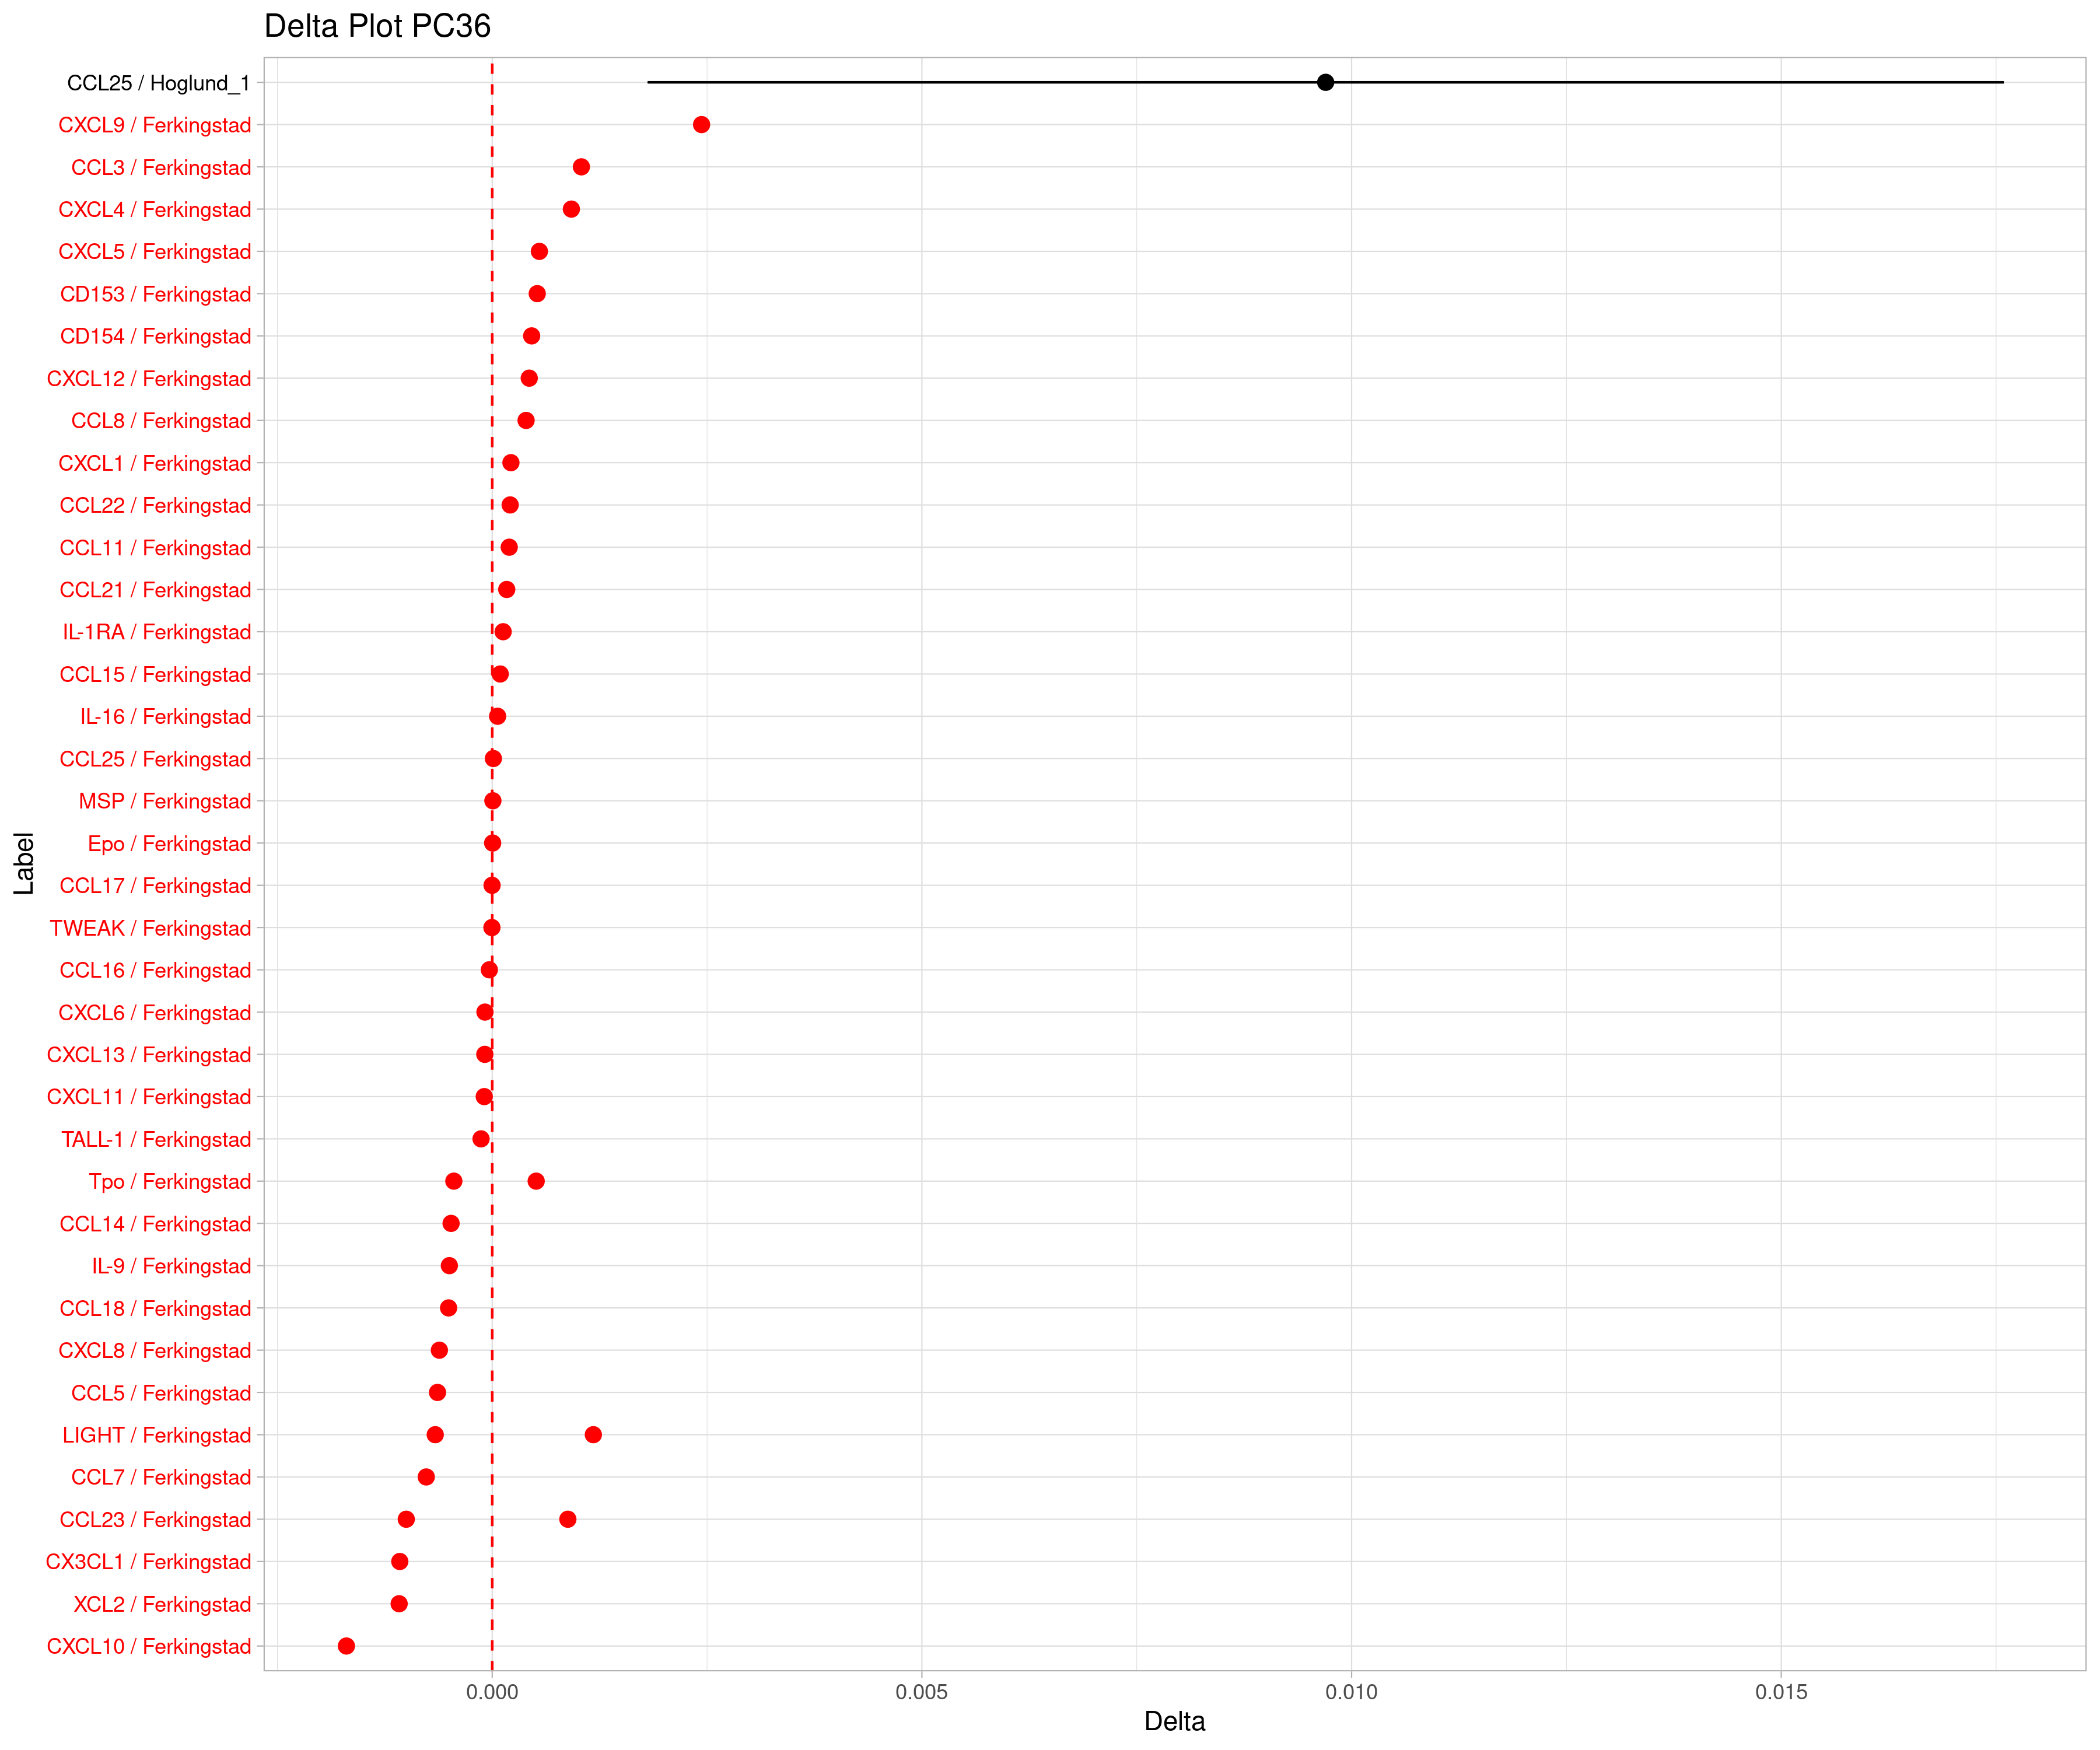 Delta Plot PC36
CCL25 / Hoglund_1
CXCL9 / Ferkingstad
CCL3 / Ferkingstad
CXCL4 / Ferkingstad
CXCL5 / Ferkingstad
CD153 / Ferkingstad
CD154 / Ferkingstad
CXCL12 / Ferkingstad
CCL8 / Ferkingstad
CXCL1 / Ferkingstad
CCL22 / Ferkingstad
CCL11 / Ferkingstad
CCL21 / Ferkingstad
IL-1RA / Ferkingstad
CCL15 / Ferkingstad
IL-16 / Ferkingstad
CCL25 / Ferkingstad
MSP / Ferkingstad
Epo / Ferkingstad
CCL17 / Ferkingstad
TWEAK / Ferkingstad
CCL16 / Ferkingstad
CXCL6 / Ferkingstad
CXCL13 / Ferkingstad
CXCL11 / Ferkingstad
TALL-1 / Ferkingstad
Tpo / Ferkingstad
CCL14 / Ferkingstad
IL-9 / Ferkingstad
CCL18 / Ferkingstad
CXCL8 / Ferkingstad
CCL5 / Ferkingstad
LIGHT / Ferkingstad
CCL7 / Ferkingstad
CCL23 / Ferkingstad
CX3CL1 / Ferkingstad
XCL2 / Ferkingstad
CXCL10 / Ferkingstad
Label
0.000 0.005 0.010 0.015
Delta